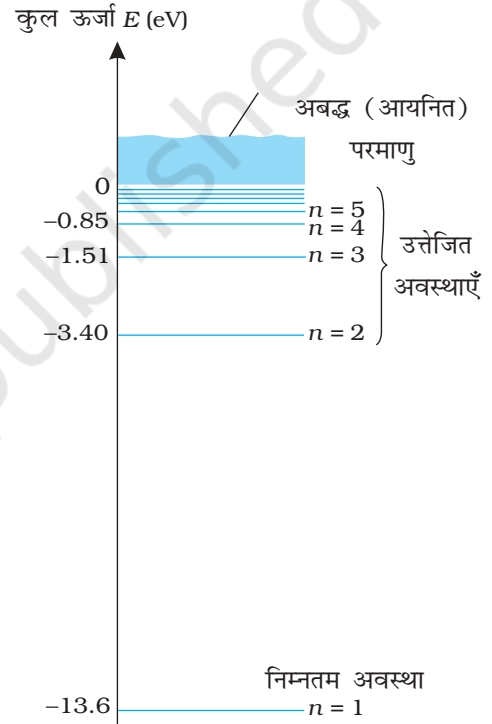 कुल ऊर्जा E (eV)
अबद्ध (आयनित)
परमाणु
0
–0.85
–1.51
–3.40
n = 5
n = 4
n = 3
n = 2
उत्तेजित
अवस्थाएँ
निम्नतम अवस्था
–13.6
n = 1
published